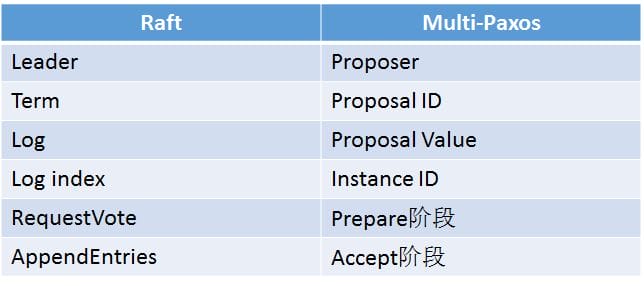 Raft Multi-Paxos
Leader Proposer
Term Proposal ID
Log Proposal Value
Log index Instance ID
RequestVote Prepare阶段
AppendEntries Accept阶段